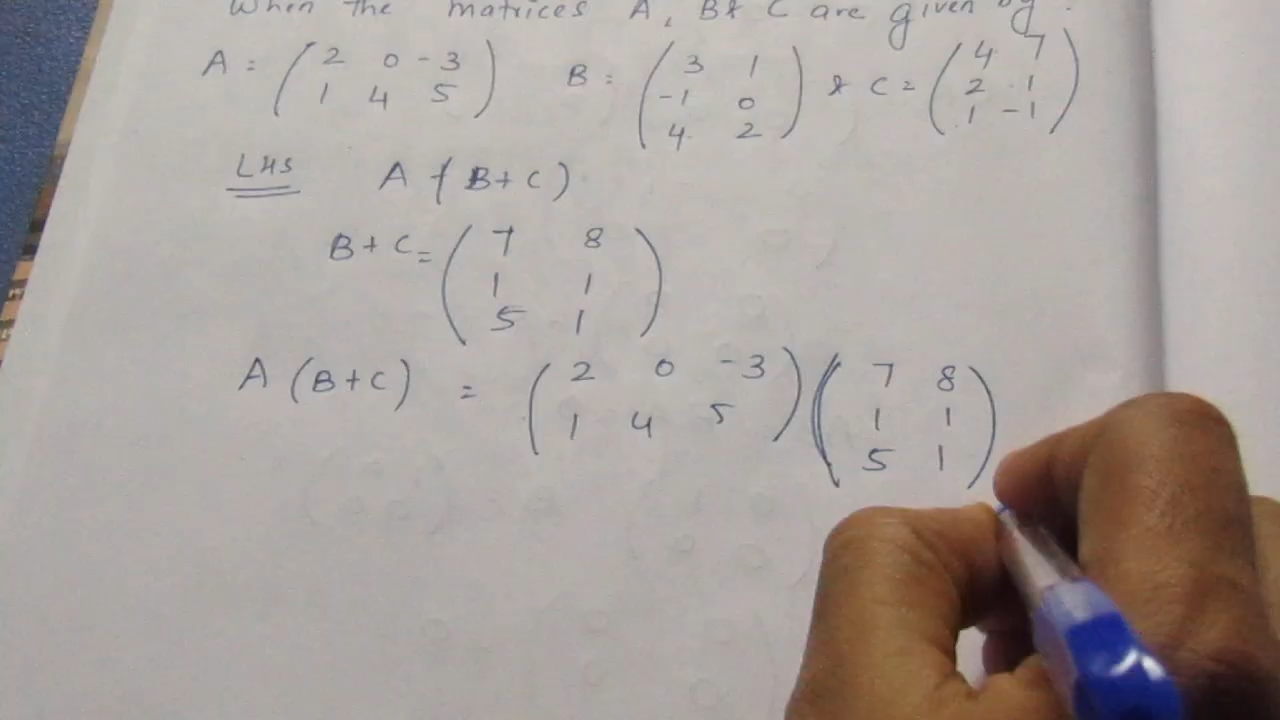 When the matrices A, B & C are given by :
A = ( 2 0 -3 B = ( 3 1 & C = ( 4 7
1 4 5 ) -1 0 2 1
4 2 ) 1 -1 )
LHS A (B+C)
B+C = ( 7 8
1 1
5 1 )
A (B+C) = ( 2 0 -3 ( 7 8
1 4 5 ) 1 1
5 1 )